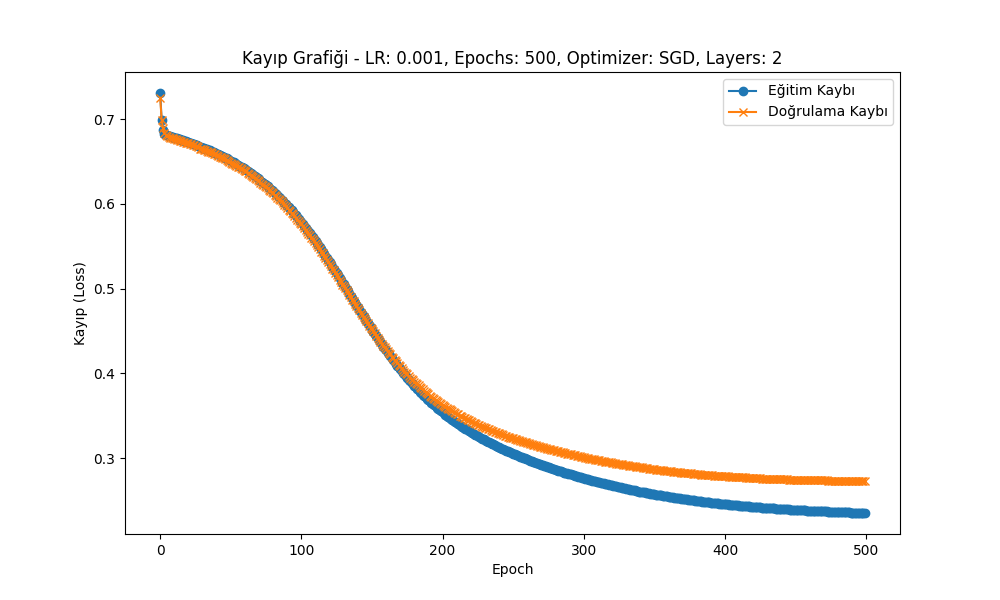 Kayıp Grafiği - LR: 0.001, Epochs: 500, Optimizer: SGD, Layers: 2
Eğitim Kaybı
Doğrulama Kaybı
Kayıp (Loss)
0.7
0.6
0.5
0.4
0.3
0 100 200 300 400 500
Epoch